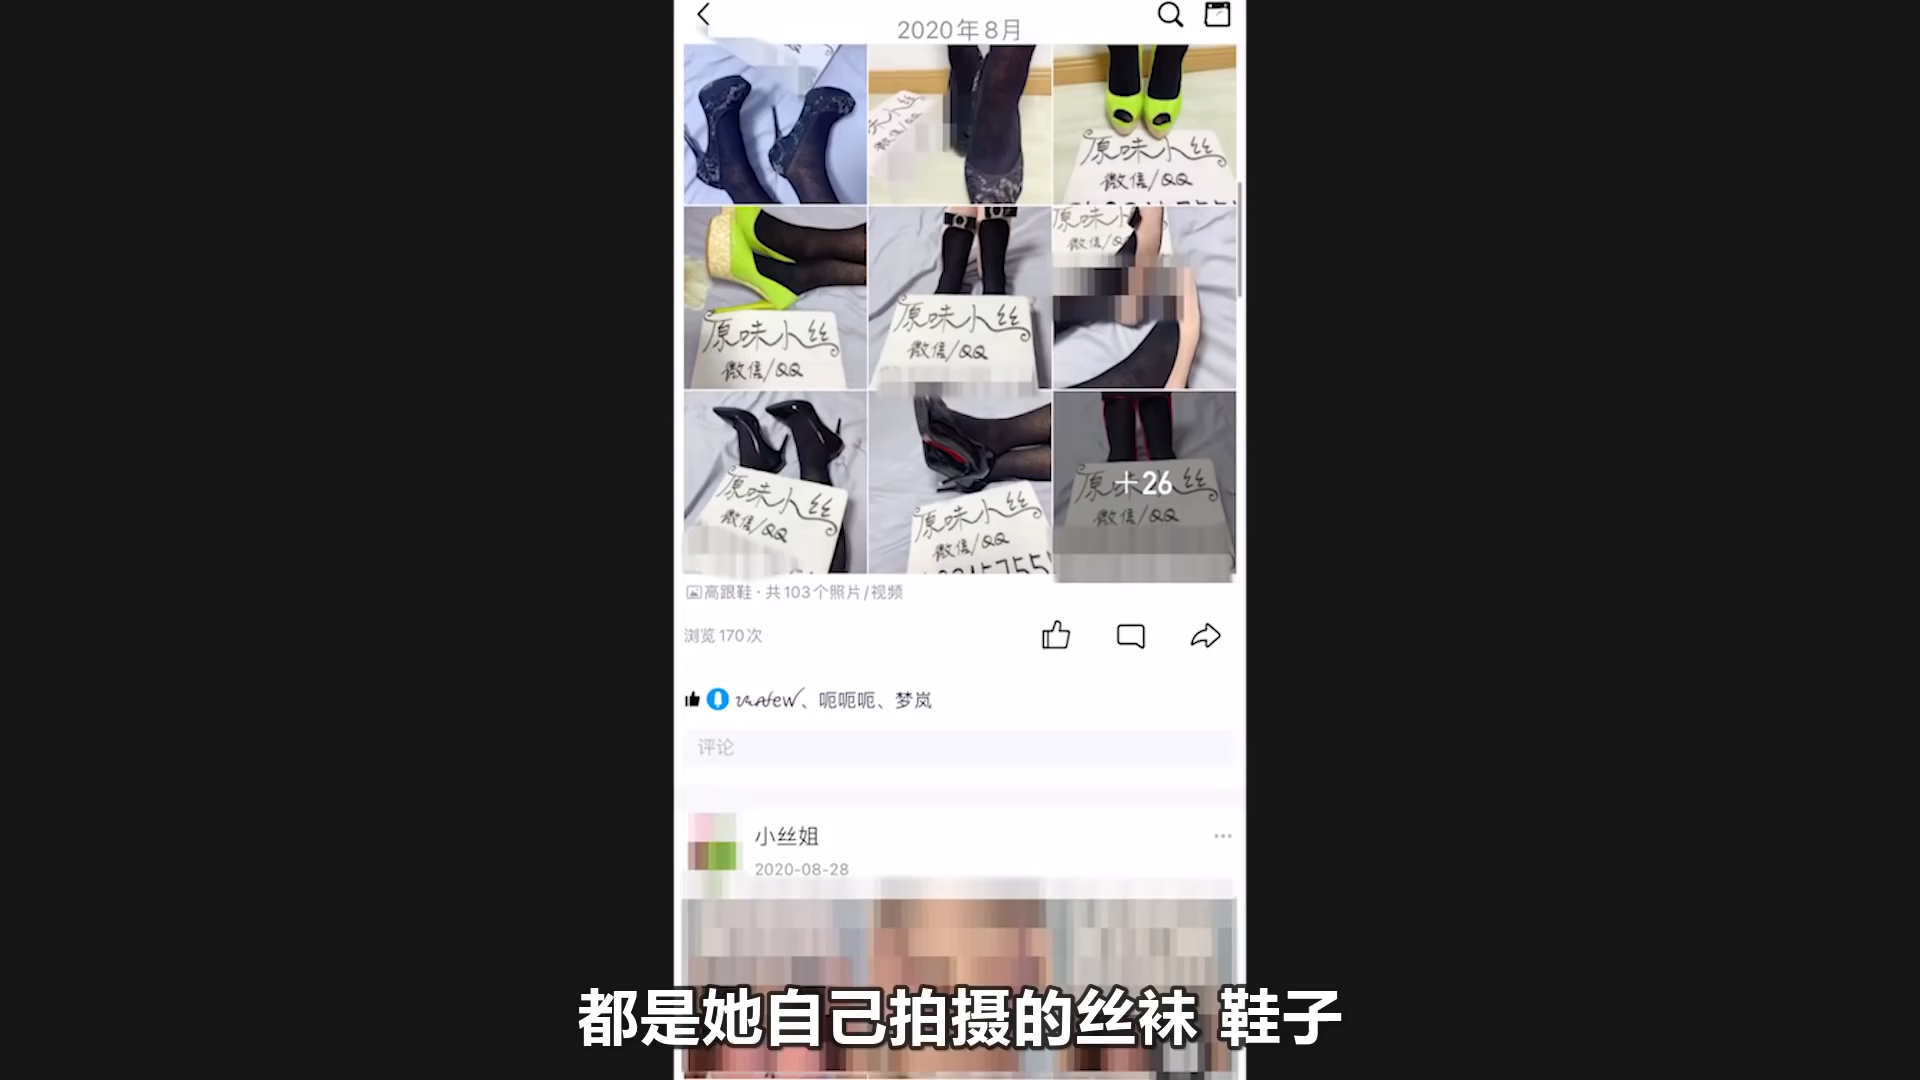 2020年8月
原味小丝
微信/QQ
原味小丝
微信/QQ
原味小丝
微信/QQ
原味小
微信/Q
原味小丝
微信/QQ
原味小丝
微信/QQ
原味小丝
微信/QQ
+26
高跟鞋·共103个照片/视频
浏览170次
、呃呃呃、梦岚
评论
小丝姐
2020-08-28
都是她自己拍摄的丝袜 鞋子